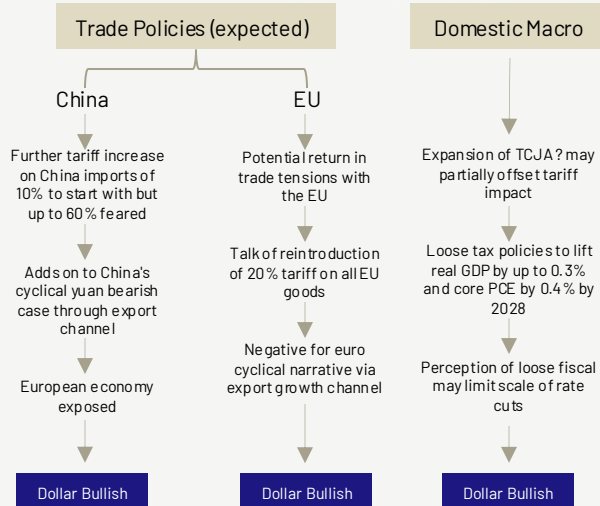 Trade Policies (expected)
China
Further tariff increase
on China imports of
10% to start with but
up to 60% feared
Adds on to China's
cyclical yuan bearish
case through export
channel
European economy
exposed
Dollar Bullish
EU
Potential return in
trade tensions with
the EU
Talk of reintroduction
of 20% tariff on all EU
goods
Negative for euro
cyclical narrative via
export growth channel
Dollar Bullish
Domestic Macro
Expansion of TCJA? may
partially offset tariff
impact
Loose tax policies to lift
real GDP by up to 0.3%
and core PCE by 0.4% by
2028
Perception of loose fiscal
may limit scale of rate
cuts
Dollar Bullish